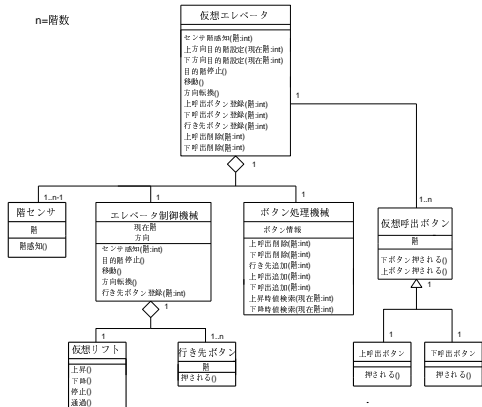 n=階数
仮想エレベータ
センサ階感知(階:int)
上方向目的階設定(現在階:int)
下方向目的階設定(現在階:int)
目的階停止()
移動()
方向転換()
上呼出ボタン登録(階:int)
下呼出ボタン登録(階:int)
行き先ボタン登録(階:int)
上呼出削除(階:int)
下呼出削除(階:int)
1
1
1..n-1
1
1
1..n
階センサ
階
階感知()
エレベータ制御機械
現在階
方向
センサ感知(階:int)
目的階停止()
移動()
方向転換()
行き先ボタン登録(階:int)
ボタン処理機械
ボタン情報
上呼出削除(階:int)
下呼出削除(階:int)
行き先追加(階:int)
上呼出追加(階:int)
下呼出追加(階:int)
上昇時値検索(現在階:int)
下降時値検索(現在階:int)
仮想呼出ボタン
階
下ボタン押される()
上ボタン押される()
1
1
1
1..n
1
1
仮想リフト
上昇()
下降()
停止()
通過()
行き先ボタン
階
押される()
上呼出ボタン
押される()
下呼出ボタン
押される()